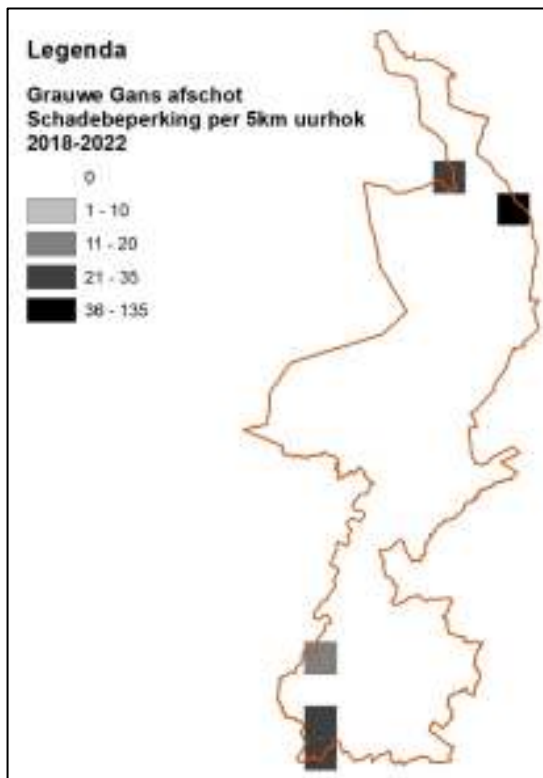 Legenda
Grauwe Gans afschot
Schadebeperking per 5km uurhok
2018-2022
0
1 - 10
11 - 20
21 - 35
36 - 135